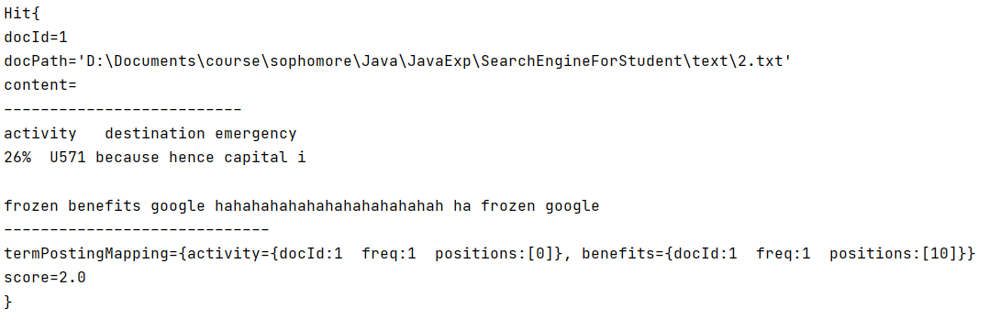 Hit{
docId=1
docPath='D:\Documents\course\sophomore\Java\JavaExp\SearchEngineForStudent\text\2.txt'
content=
--------------------------
activity   destination emergency
26%  U571 because hence capital i

frozen benefits google hahahahahahahahahahahahah ha frozen google
-----------------------------
termPostingMapping={activity={docId:1  freq:1  positions:[0]}, benefits={docId:1  freq:1  positions:[10]}}
score=2.0
}